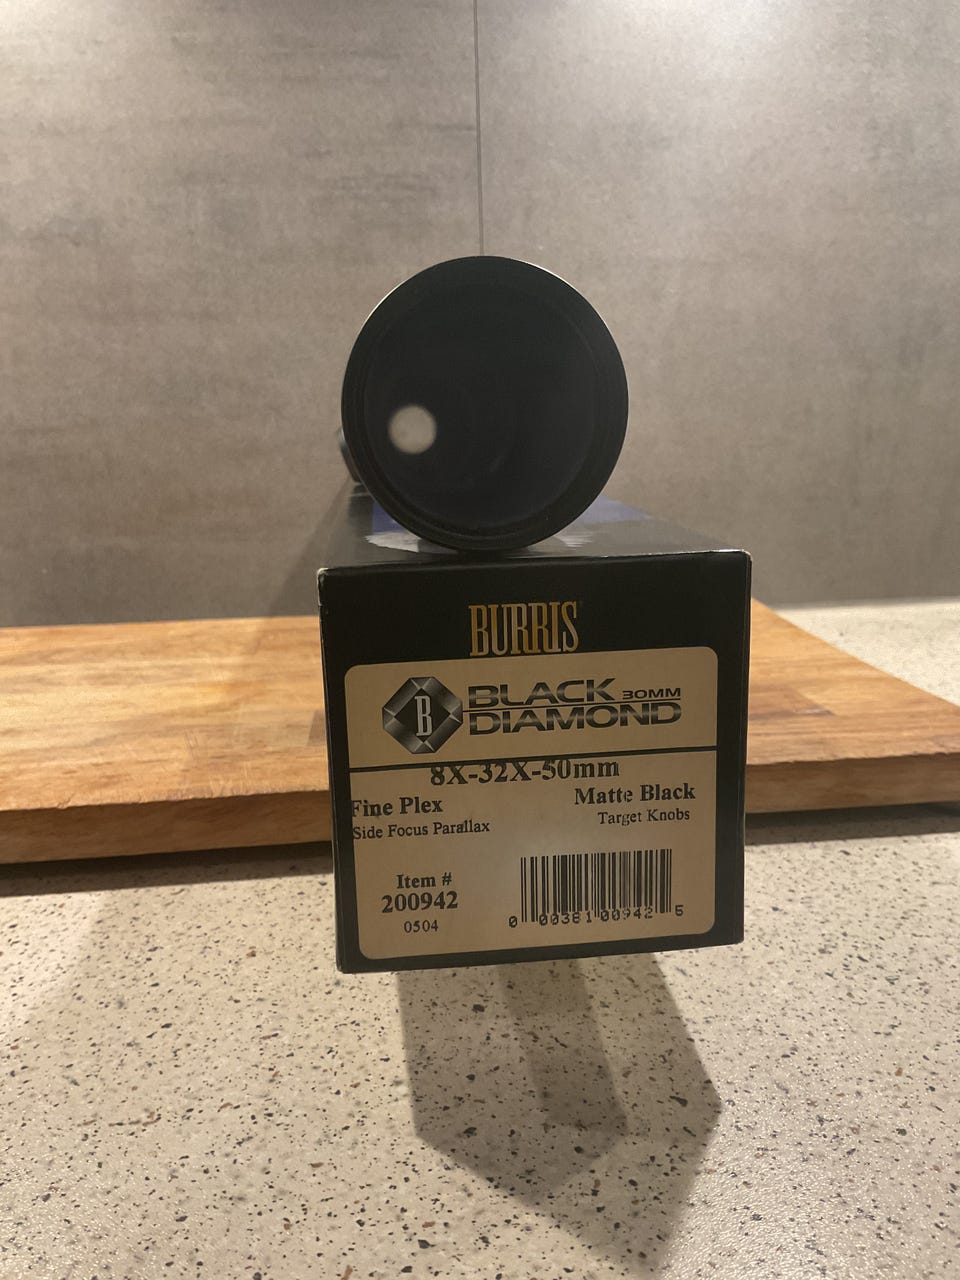 BURRIS
B
BLACK 30MM
DIAMOND
8X-32X-50mm
Fine Plex
Matte Black
Side Focus Parallax
Target Knobs
Item #
200942
0504
0 00381 00942 5